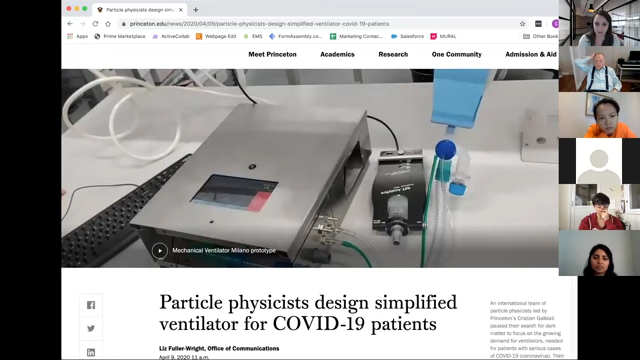 Particle physicists design simp
princeton.edu/news/2020/04/09/particle-physicists-design-simplified-ventilator-covid-19-patients
Apps
Prime Marketplace
ActiveCollab
Webpage Edit
EMS
FormAssembly.co...
Marketing Contac...
Salesforce
MURAL
Other Book
Meet Princeton
Academics
Research
One Community
Admission & Aid
Mechanical Ventilator Milano prototype
Particle physicists design simplified
ventilator for COVID-19 patients
Liz Fuller-Wright, Office of Communications
April 9, 2020 11 a.m.
An international team of
particle physicists led by
Princeton's Cristian Galbiati
paused their search for dark
matter to focus on the growing
demand for ventilators, needed
for patients with serious cases
of COVID-19 (coronavirus). Their